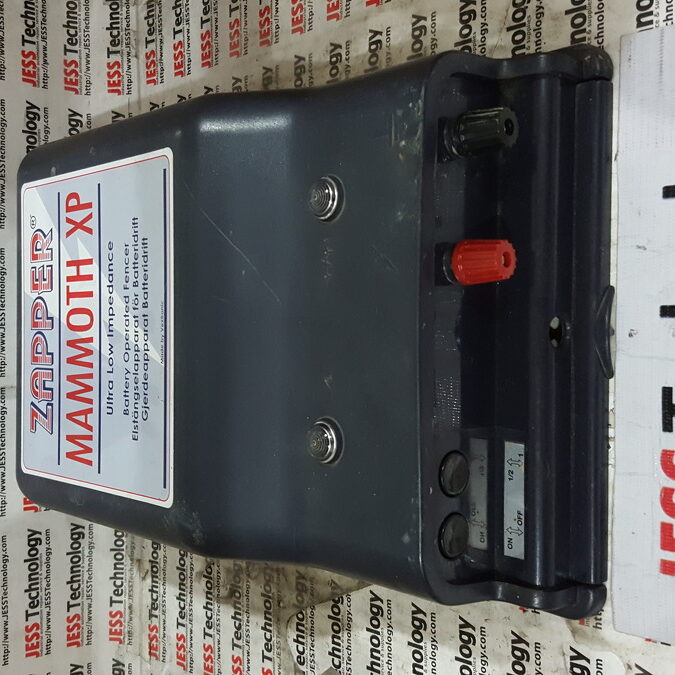 ZAPPER®
MAMMOTH XP
Ultra Low Impedance
Battery Operated Fencer
Elstängselapparat för Batteridrift
Gjerdeapparat Batteridrift
ON OFF
1/2 1
JESS Technology
http://www.JESSTechnology.com